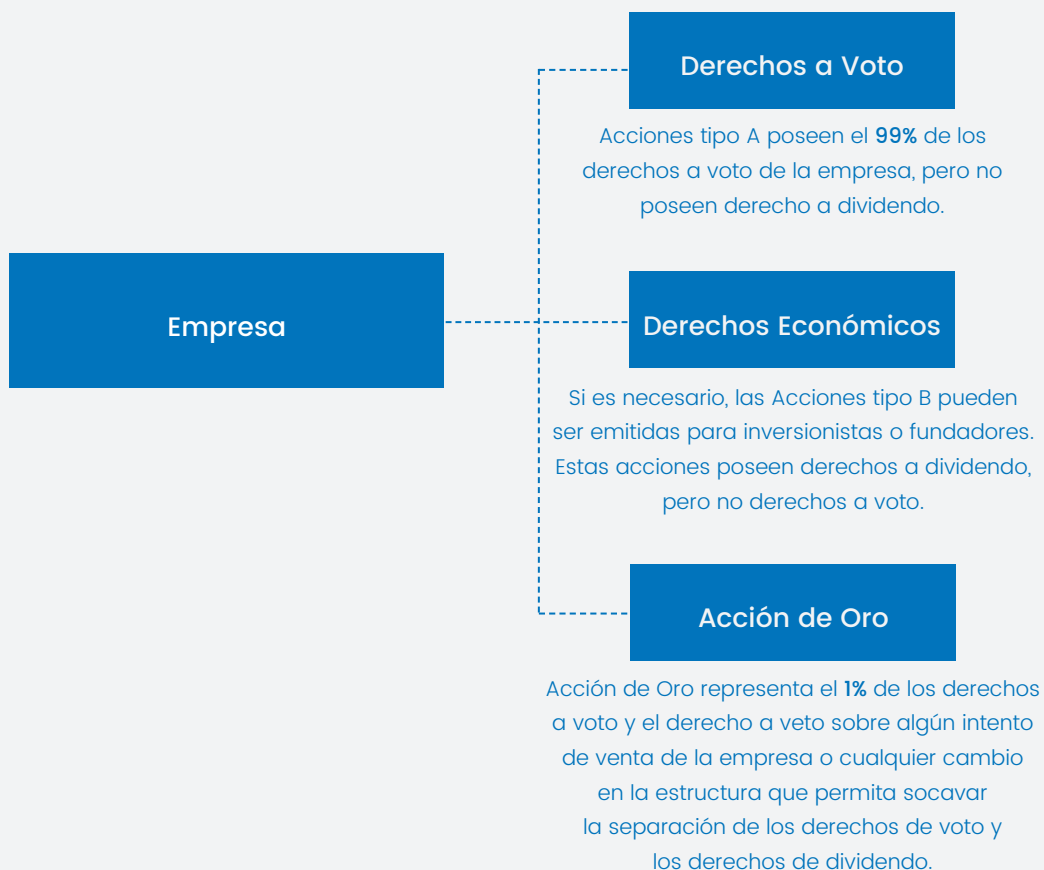 Derechos a Voto
Acciones tipo A poseen el 99% de los
derechos a voto de la empresa, pero no
poseen derecho a dividendo.
Empresa
Derechos Económicos
Si es necesario, las Acciones tipo B pueden
ser emitidas para inversionistas o fundadores.
Estas acciones poseen derechos a dividendo,
pero no derechos a voto.
Acción de Oro
Acción de Oro representa el 1% de los derechos
a voto y el derecho a veto sobre algún intento
de venta de la empresa o cualquier cambio
en la estructura que permita socavar
la separación de los derechos de voto y
los derechos de dividendo.